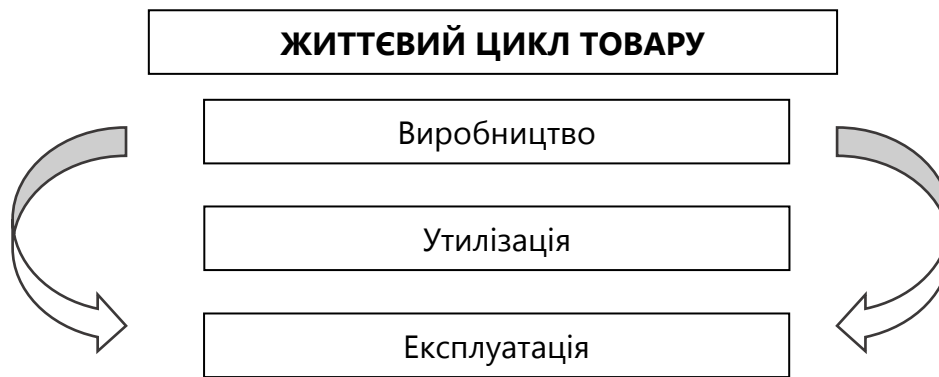 ЖИТТЄВИЙ ЦИКЛ ТОВАРУ
Виробництво
Утилізація
Експлуатація